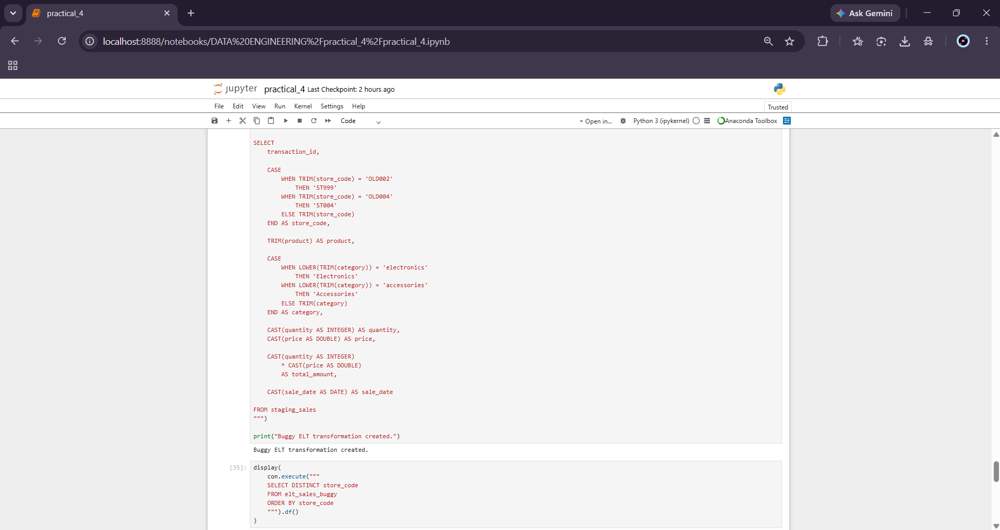 practical_4
Ask Gemini
localhost:8888/notebooks/DATA%20ENGINEERING%2Fpractical_4%2Fpractical_4.ipynb
jupyter practical_4 Last Checkpoint: 2 hours ago
File Edit View Run Kernel Settings Help
Trusted
Code
Open in...
Python 3 (ipykernel)
Anaconda Toolbox
SELECT
    transaction_id,
    CASE
        WHEN TRIM(store_code) = 'OLD002'
            THEN 'ST999'
        WHEN TRIM(store_code) = 'OLD004'
            THEN 'ST004'
        ELSE TRIM(store_code)
    END AS store_code,
    TRIM(product) AS product,
    CASE
        WHEN LOWER(TRIM(category)) = 'electronics'
            THEN 'Electronics'
        WHEN LOWER(TRIM(category)) = 'accessories'
            THEN 'Accessories'
        ELSE TRIM(category)
    END AS category,
    CAST(quantity AS INTEGER) AS quantity,
    CAST(price AS DOUBLE) AS price,
    CAST(quantity AS INTEGER)
        * CAST(price AS DOUBLE)
        AS total_amount,
    CAST(sale_date AS DATE) AS sale_date
FROM staging_sales
""")
print("Buggy ELT transformation created.")
Buggy ELT transformation created.
[35]:
display(
    con.execute("""
    SELECT DISTINCT store_code
    FROM elt_sales_buggy
    ORDER BY store_code
    """).df()
)